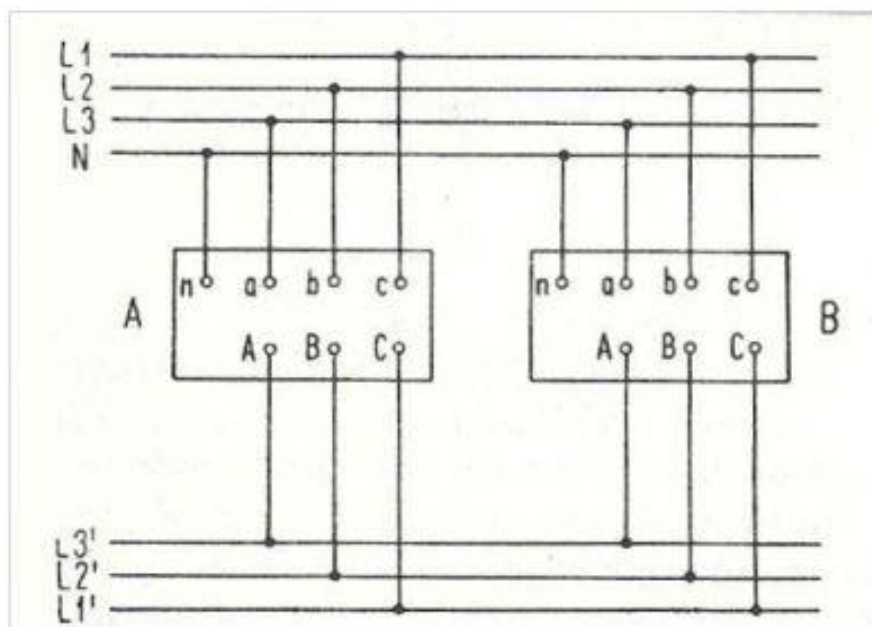 L1
L2
L3
N
n a b c n a b c
A B
A B C A B C
L3'
L2'
L1'